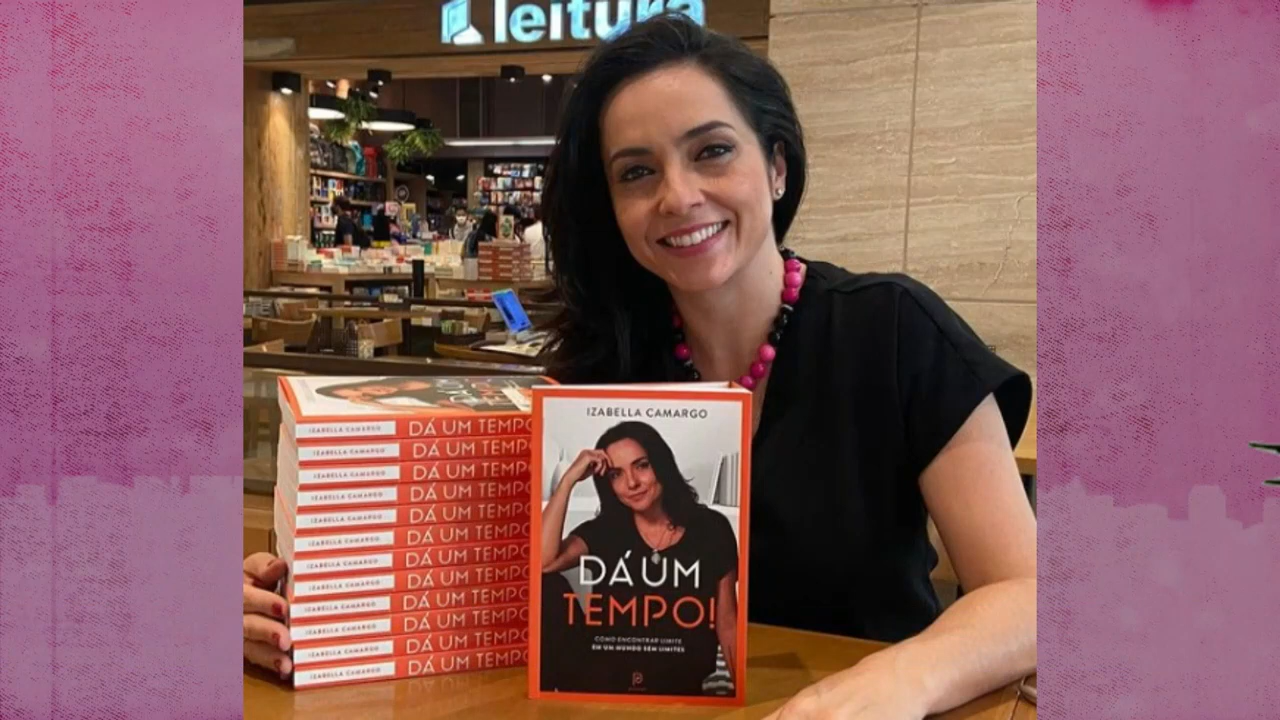 leitura
IZABELLA CAMARGO
DÁ UM
TEMPO!
COMO ENCONTRAR LIMITE
EM UM MUNDO SEM LIMITES
IZABELLA CAMARGO DÁ UM TEMPO
IZABELLA CAMARGO DÁ UM TEMPO
IZABELLA CAMARGO DÁ UM TEMPO
IZABELLA CAMARGO DÁ UM TEMPO
IZABELLA CAMARGO DÁ UM TEMPO
IZABELLA CAMARGO DÁ UM TEMPO
IZABELLA CAMARGO DÁ UM TEMPO
IZABELLA CAMARGO DÁ UM TEMPO
IZABELLA CAMARGO DÁ UM TEMPO
IZABELLA CAMARGO DÁ UM TEMPO
IZABELLA CAMARGO DÁ UM TEMPO
IZABELLA CAMARGO DÁ UM TEMPO